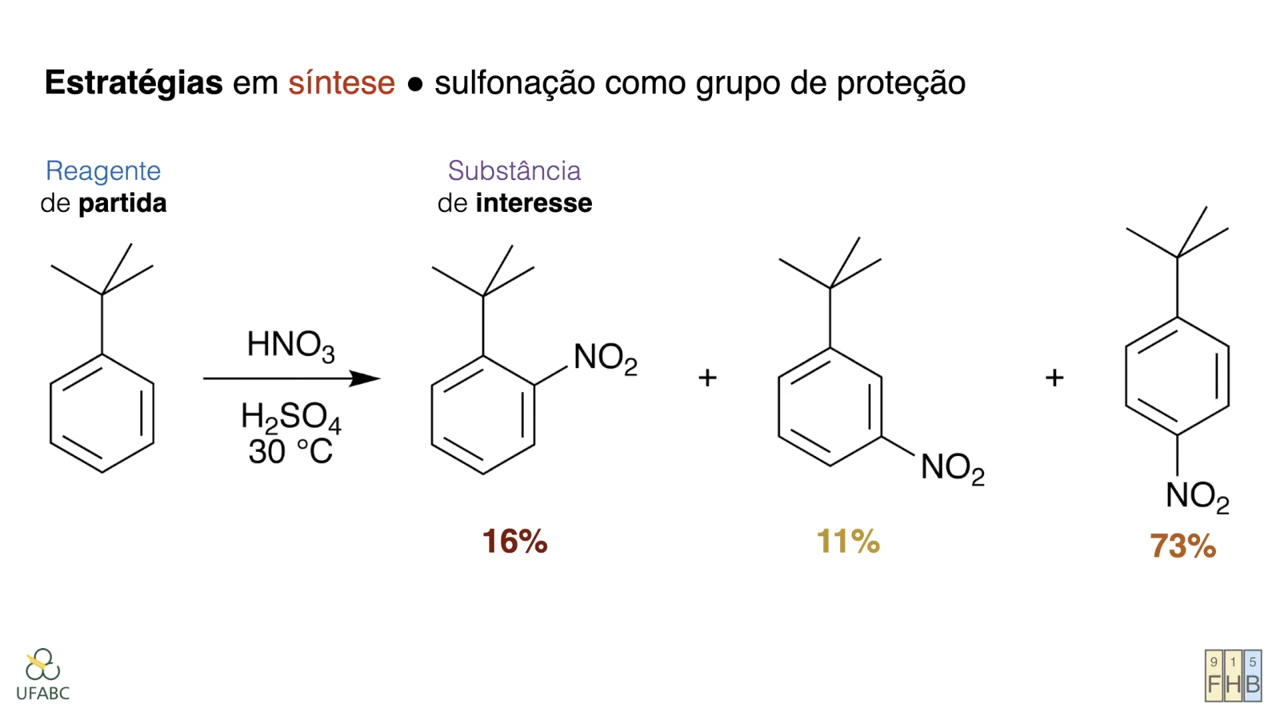 Estratégias em síntese ● sulfonação como grupo de proteção
Reagente
de partida
Substância
de interesse
HNO3
H2SO4
30 °C
NO2
+
NO2
+
NO2
16%
11%
73%
UFABC
9 1 5
F H B